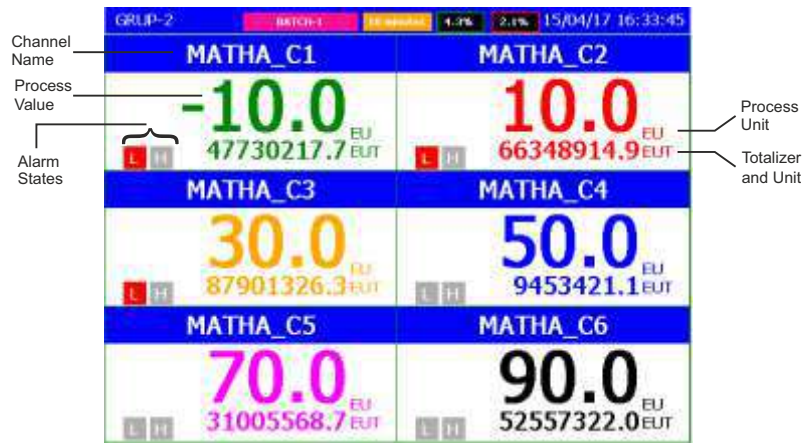 GRUP-2 BATCH-1 10 minutes 4.3% 2.1% 15/04/17 16:33:45
Channel
Name
MATHA_C1 MATHA_C2
Process
Value
-10.0 EU 10.0 EU
Process
Unit
Alarm
States
L H 47730217.7 EUT L H 66348914.9 EUT
Totalizer
and Unit
MATHA_C3 MATHA_C4
30.0 EU 50.0 EU
L H 87901326.3 EUT L H 9453421.1 EUT
MATHA_C5 MATHA_C6
70.0 EU 90.0 EU
L H 31005568.7 EUT L H 52557322.0 EUT